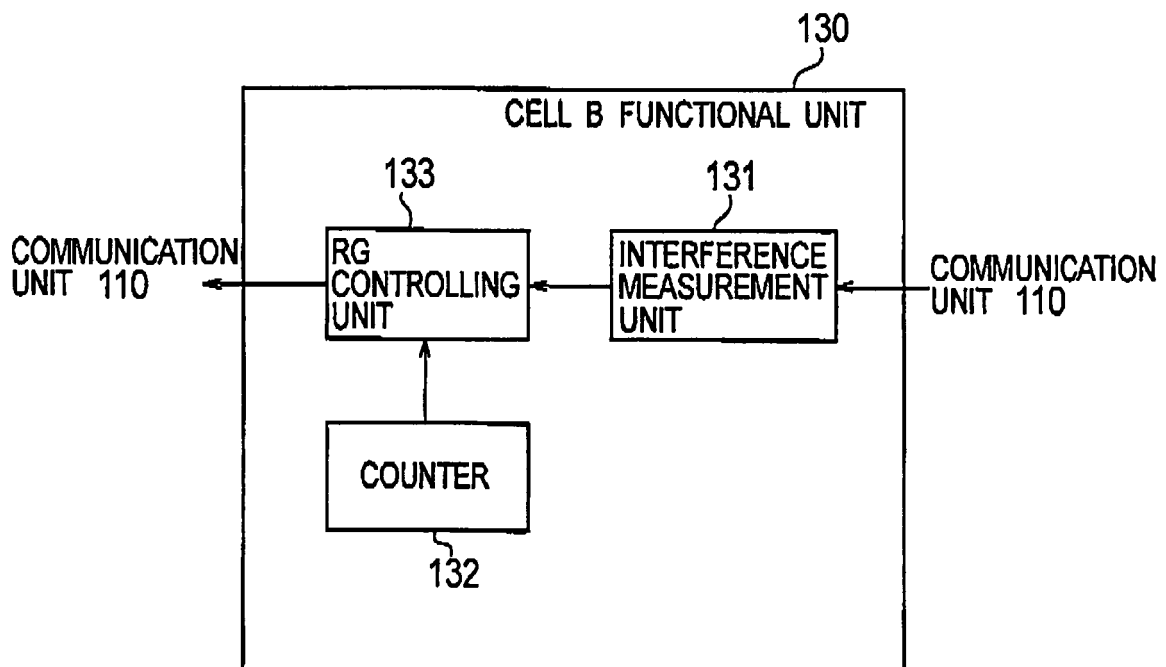 130
CELL B FUNCTIONAL UNIT
133
131
COMMUNICATION
UNIT 110
RG
CONTROLLING
UNIT
INTERFERENCE
MEASUREMENT
UNIT
COMMUNICATION
UNIT 110
COUNTER
132